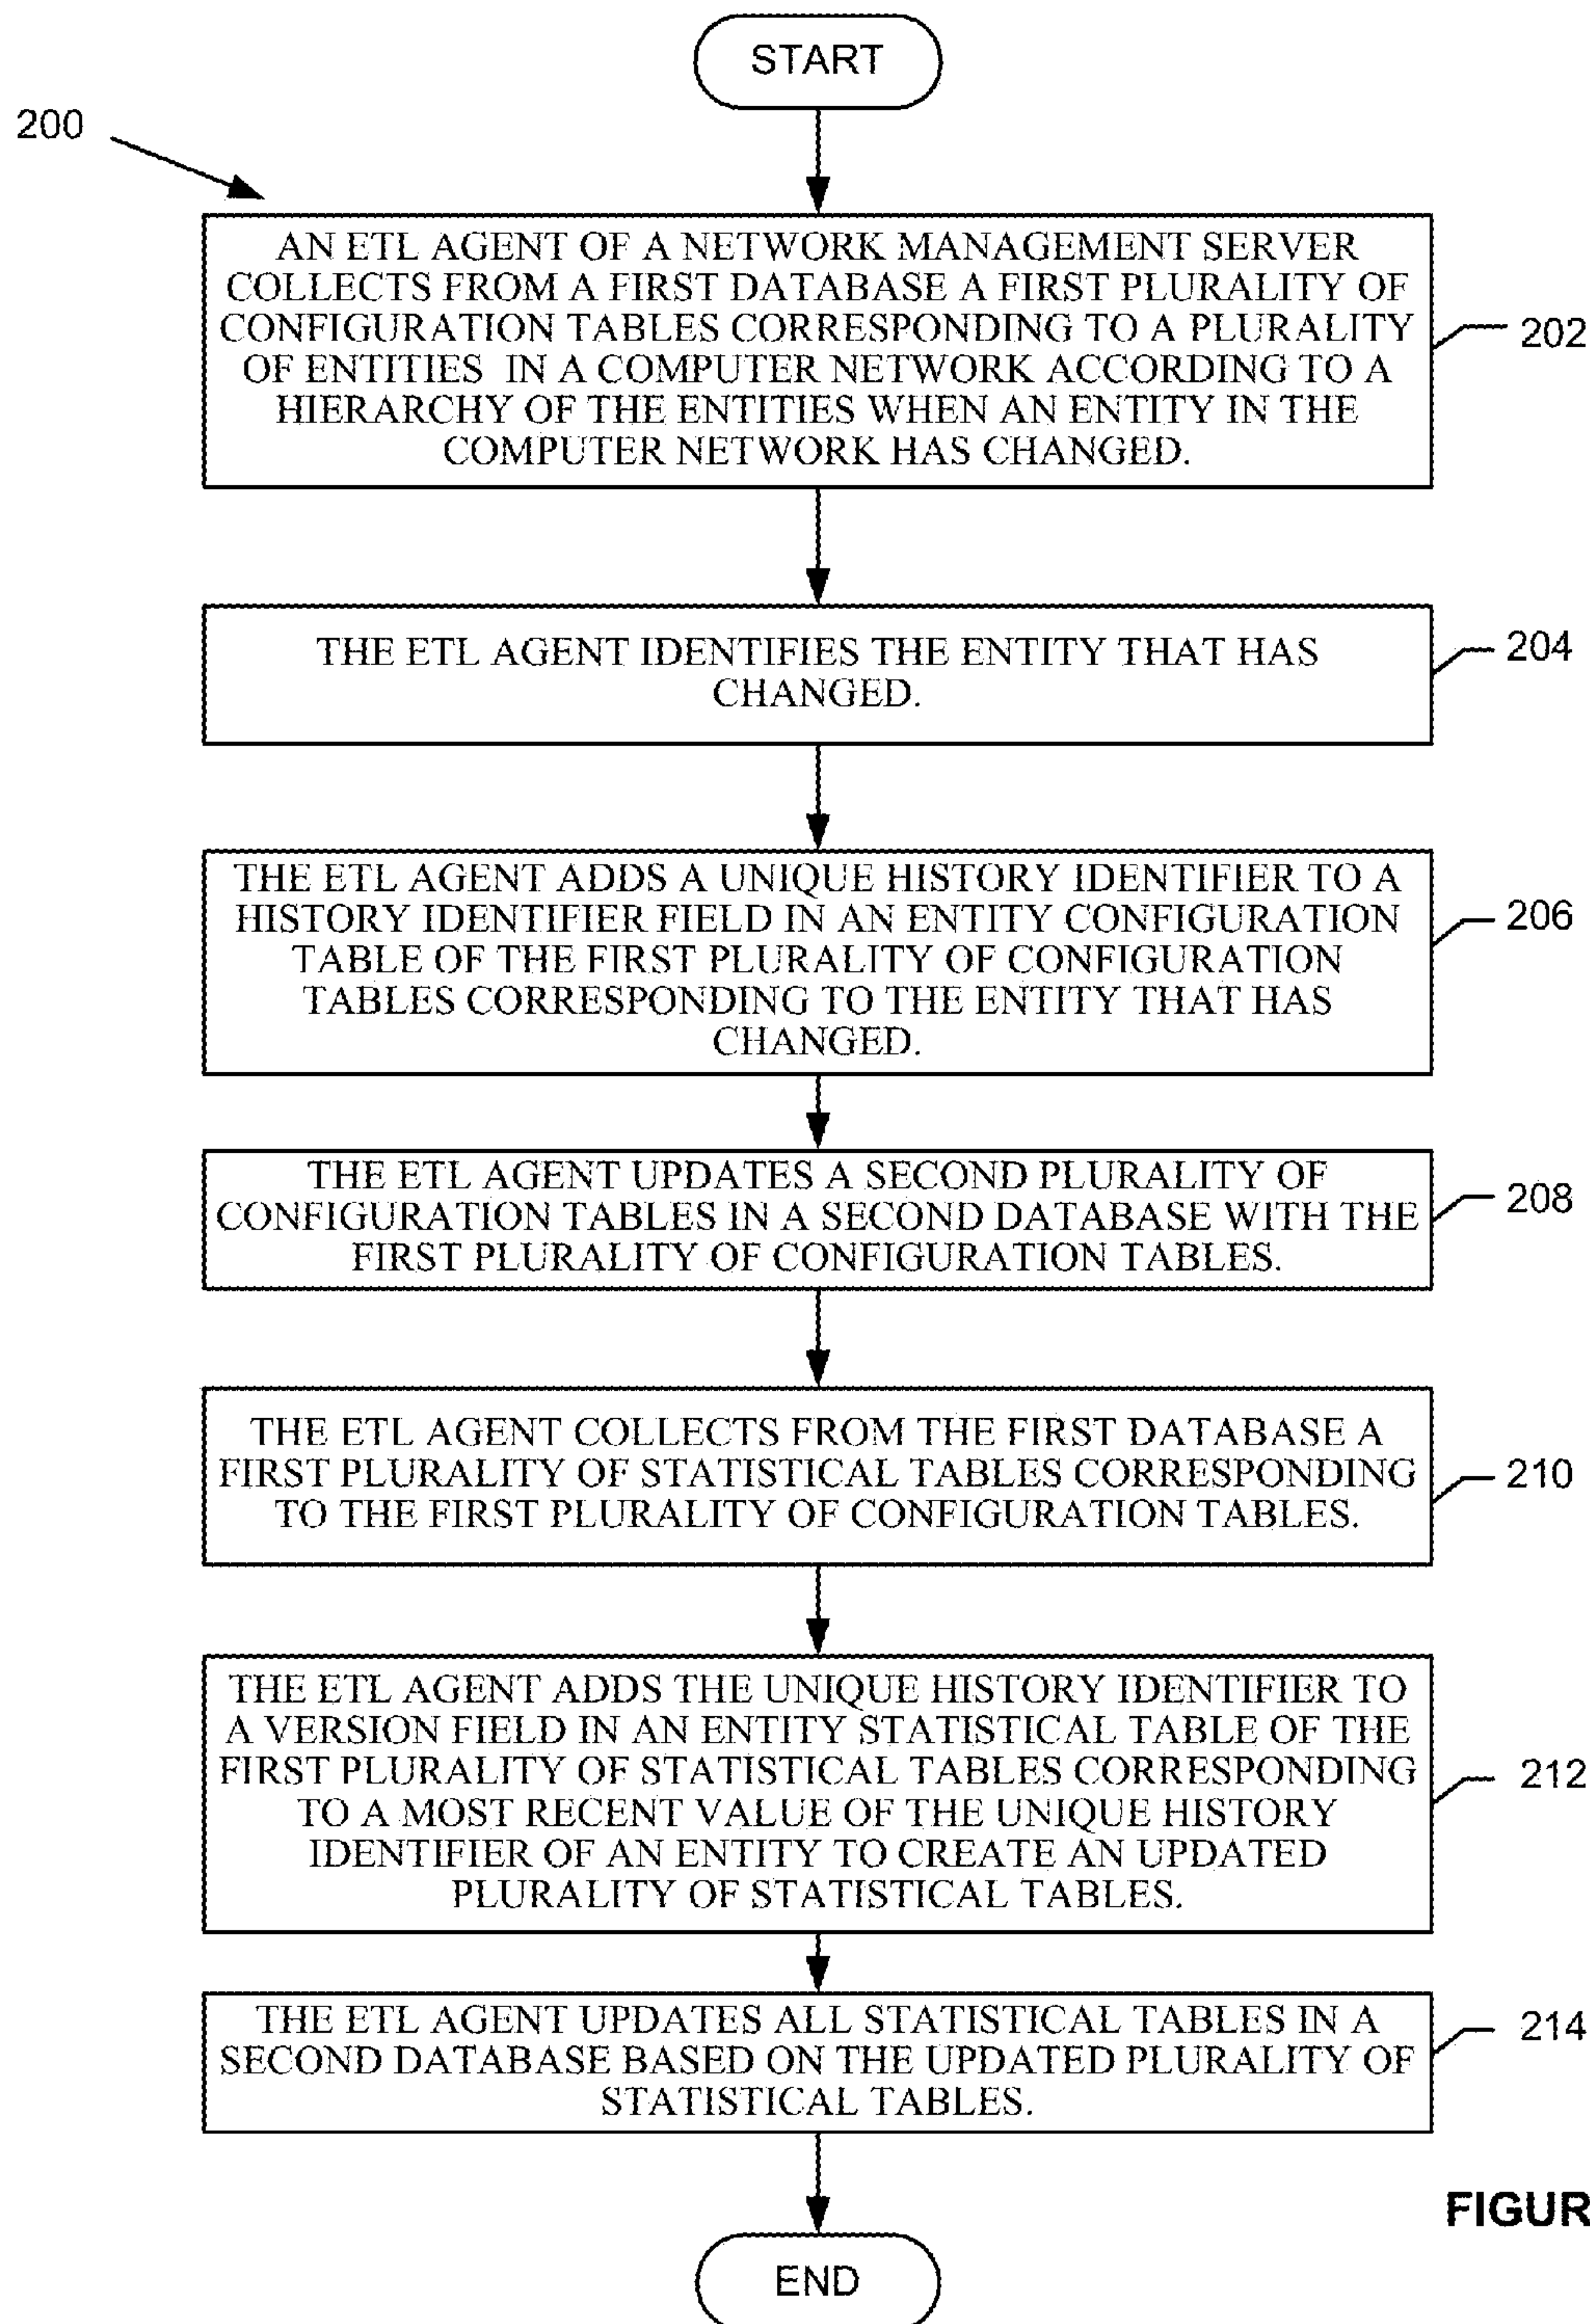 START
200
AN ETL AGENT OF A NETWORK MANAGEMENT SERVER
COLLECTS FROM A FIRST DATABASE A FIRST PLURALITY OF
CONFIGURATION TABLES CORRESPONDING TO A PLURALITY
OF ENTITIES IN A COMPUTER NETWORK ACCORDING TO A
HIERARCHY OF THE ENTITIES WHEN AN ENTITY IN THE
COMPUTER NETWORK HAS CHANGED.
202
THE ETL AGENT IDENTIFIES THE ENTITY THAT HAS
CHANGED.
204
THE ETL AGENT ADDS A UNIQUE HISTORY IDENTIFIER TO A
HISTORY IDENTIFIER FIELD IN AN ENTITY CONFIGURATION
TABLE OF THE FIRST PLURALITY OF CONFIGURATION
TABLES CORRESPONDING TO THE ENTITY THAT HAS
CHANGED.
206
THE ETL AGENT UPDATES A SECOND PLURALITY OF
CONFIGURATION TABLES IN A SECOND DATABASE WITH THE
FIRST PLURALITY OF CONFIGURATION TABLES.
208
THE ETL AGENT COLLECTS FROM THE FIRST DATABASE A
FIRST PLURALITY OF STATISTICAL TABLES CORRESPONDING
TO THE FIRST PLURALITY OF CONFIGURATION TABLES.
210
THE ETL AGENT ADDS THE UNIQUE HISTORY IDENTIFIER TO
A VERSION FIELD IN AN ENTITY STATISTICAL TABLE OF THE
FIRST PLURALITY OF STATISTICAL TABLES CORRESPONDING
TO A MOST RECENT VALUE OF THE UNIQUE HISTORY
IDENTIFIER OF AN ENTITY TO CREATE AN UPDATED
PLURALITY OF STATISTICAL TABLES.
212
THE ETL AGENT UPDATES ALL STATISTICAL TABLES IN A
SECOND DATABASE BASED ON THE UPDATED PLURALITY OF
STATISTICAL TABLES.
214
FIGUR
END